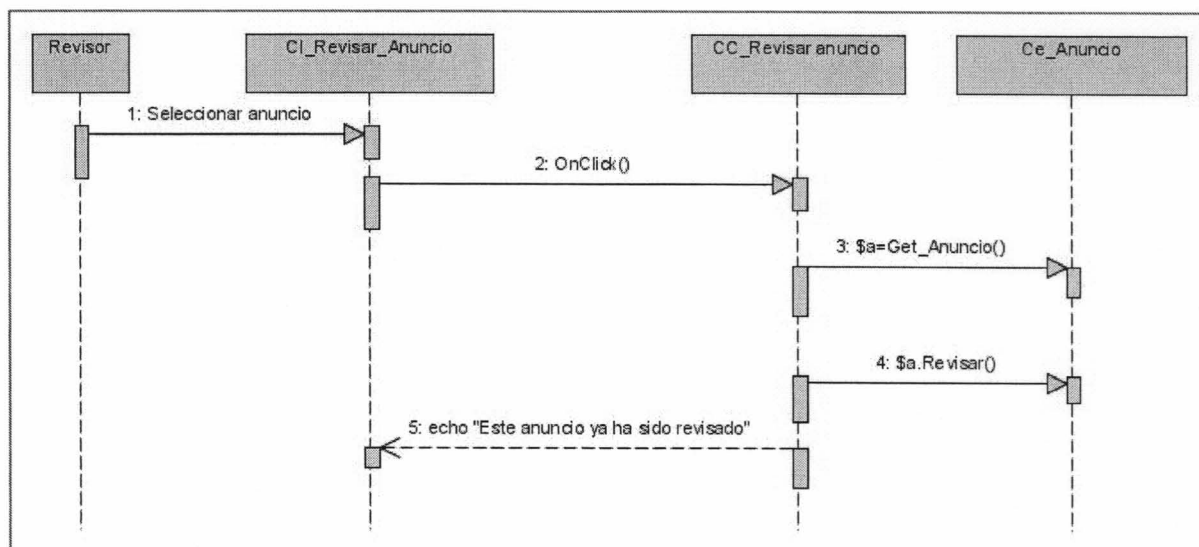 Revisor
CI_Revisar_Anuncio
CC_Revisar anuncio
Ce_Anuncio
1: Seleccionar anuncio
2: OnClick()
3: $a=Get_Anuncio()
4: $a.Revisar()
5: echo "Este anuncio ya ha sido revisado"